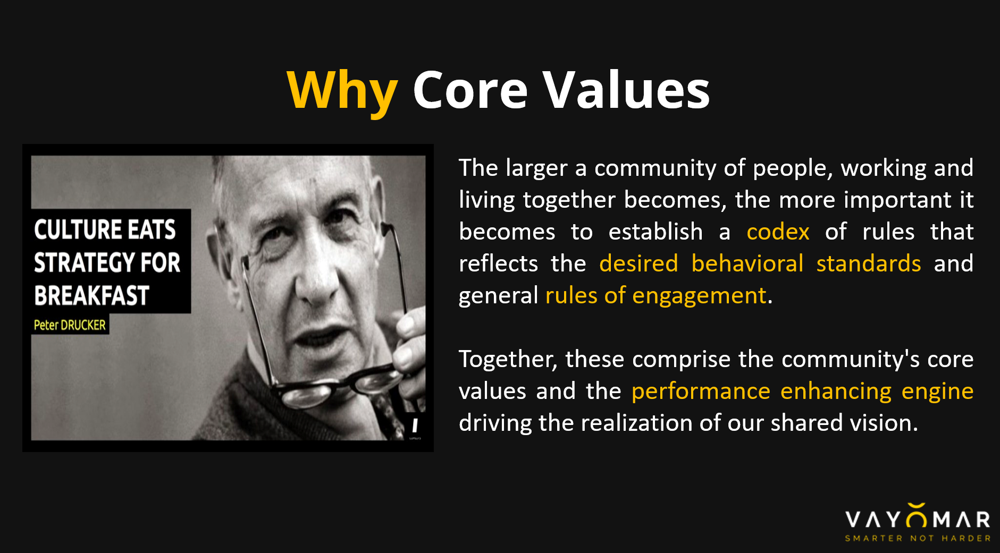 Why Core Values
CULTURE EATS
STRATEGY FOR
BREAKFAST
Peter DRUCKER
The larger a community of people, working and
living together becomes, the more important it
becomes to establish a codex of rules that
reflects the desired behavioral standards and
general rules of engagement.
Together, these comprise the community's core
values and the performance enhancing engine
driving the realization of our shared vision.
VAYOMAR
SMARTER NOT HARDER